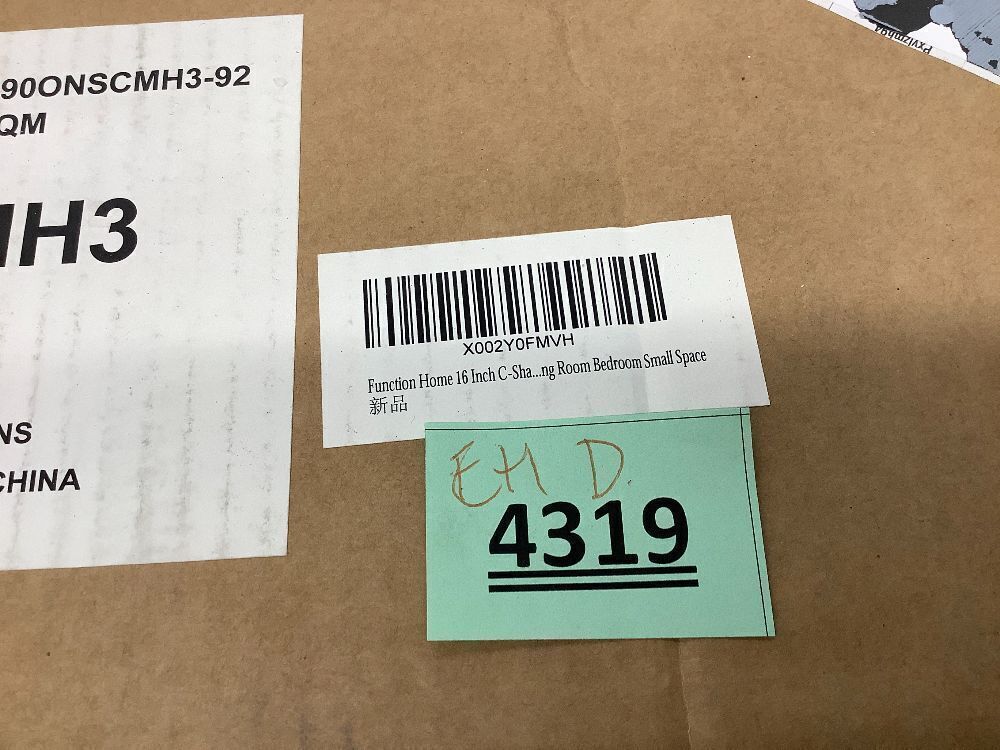 90ONSCMH3-92
QM
MH3
NS
CHINA
X002Y0FMVH
Function Home 16 Inch C-Sha...ng Room Bedroom Small Space
新品
EH D.
4319